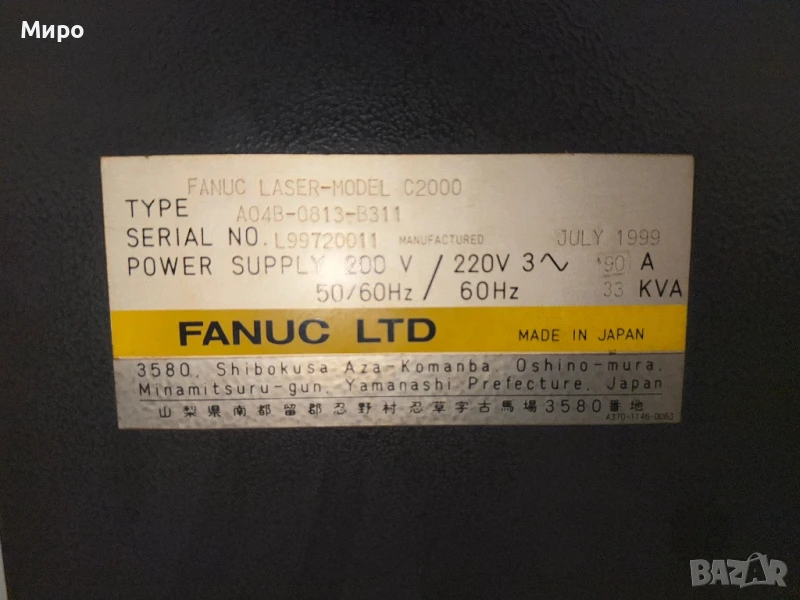 Миро
FANUC LASER-MODEL C2000
TYPE A04B-0813-B311
SERIAL NO. L99720011 MANUFACTURED JULY 1999
POWER SUPPLY 200 V / 220V 3~ 90 A
50/60Hz / 60Hz 33 KVA
FANUC LTD MADE IN JAPAN
3580, Shibokusa Aza-Komanba, Oshino-mura,
Minamitsuru-gun, Yamanashi Prefecture, Japan
山梨県南都留郡忍野村忍草字古馬場3580番地
A370-1146-0063
BAZAR